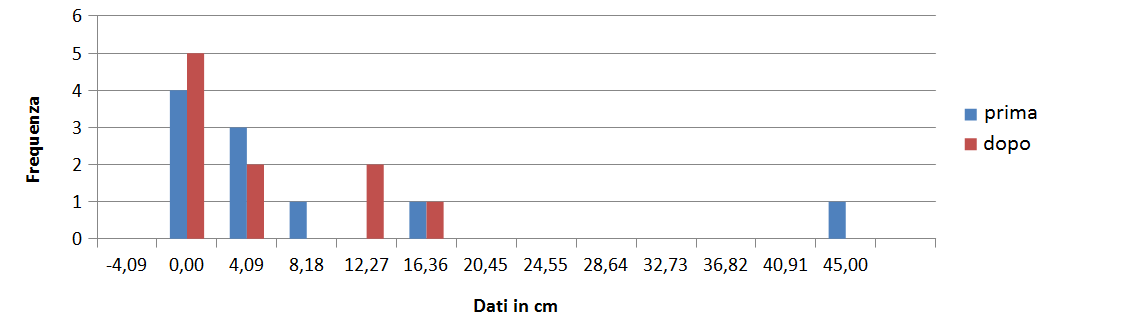 6
5
4
3
2
1
0
Frequenza
-4,09 0,00 4,09 8,18 12,27 16,36 20,45 24,55 28,64 32,73 36,82 40,91 45,00
Dati in cm
prima
dopo